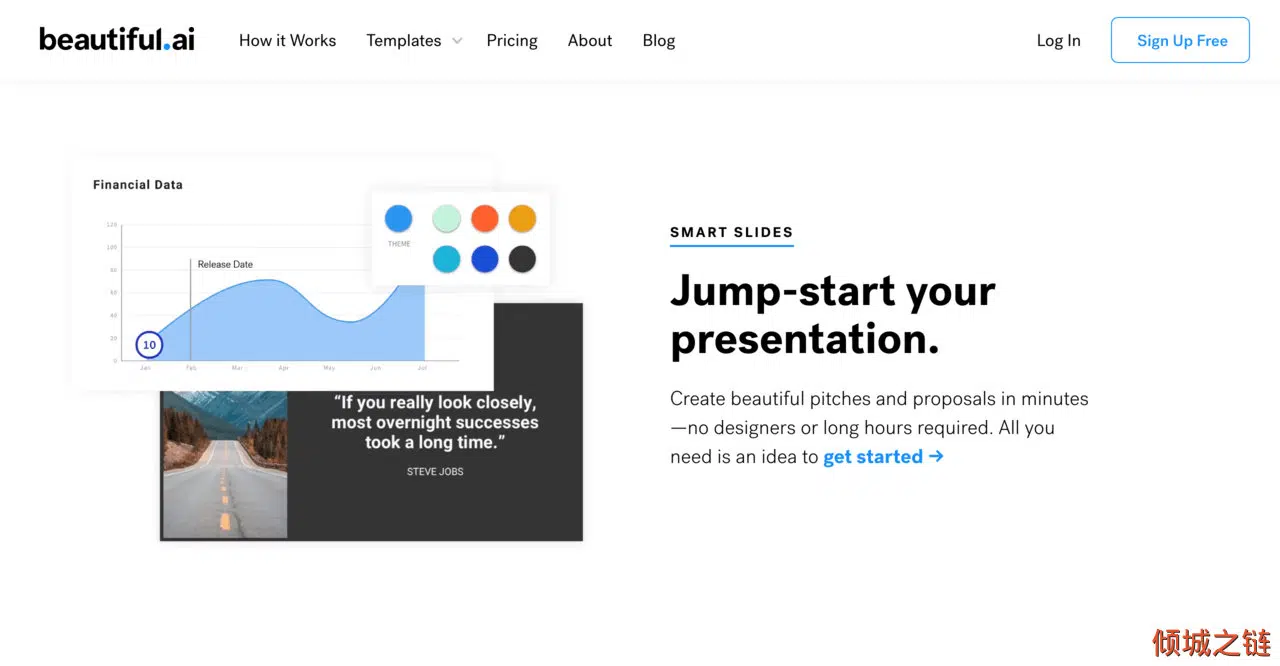 beautiful.ai
How it Works
Templates
Pricing
About
Blog
Log In
Sign Up Free
Financial Data
120
100
80
60
40
20
0
Release Date
10
Jan
Feb
Mar
Apr
May
Jun
Jul
THEME
“If you really look closely,
most overnight successes
took a long time.”
STEVE JOBS
SMART SLIDES
Jump-start your
presentation.
Create beautiful pitches and proposals in minutes
—no designers or long hours required. All you
need is an idea to get started →
倾城之链